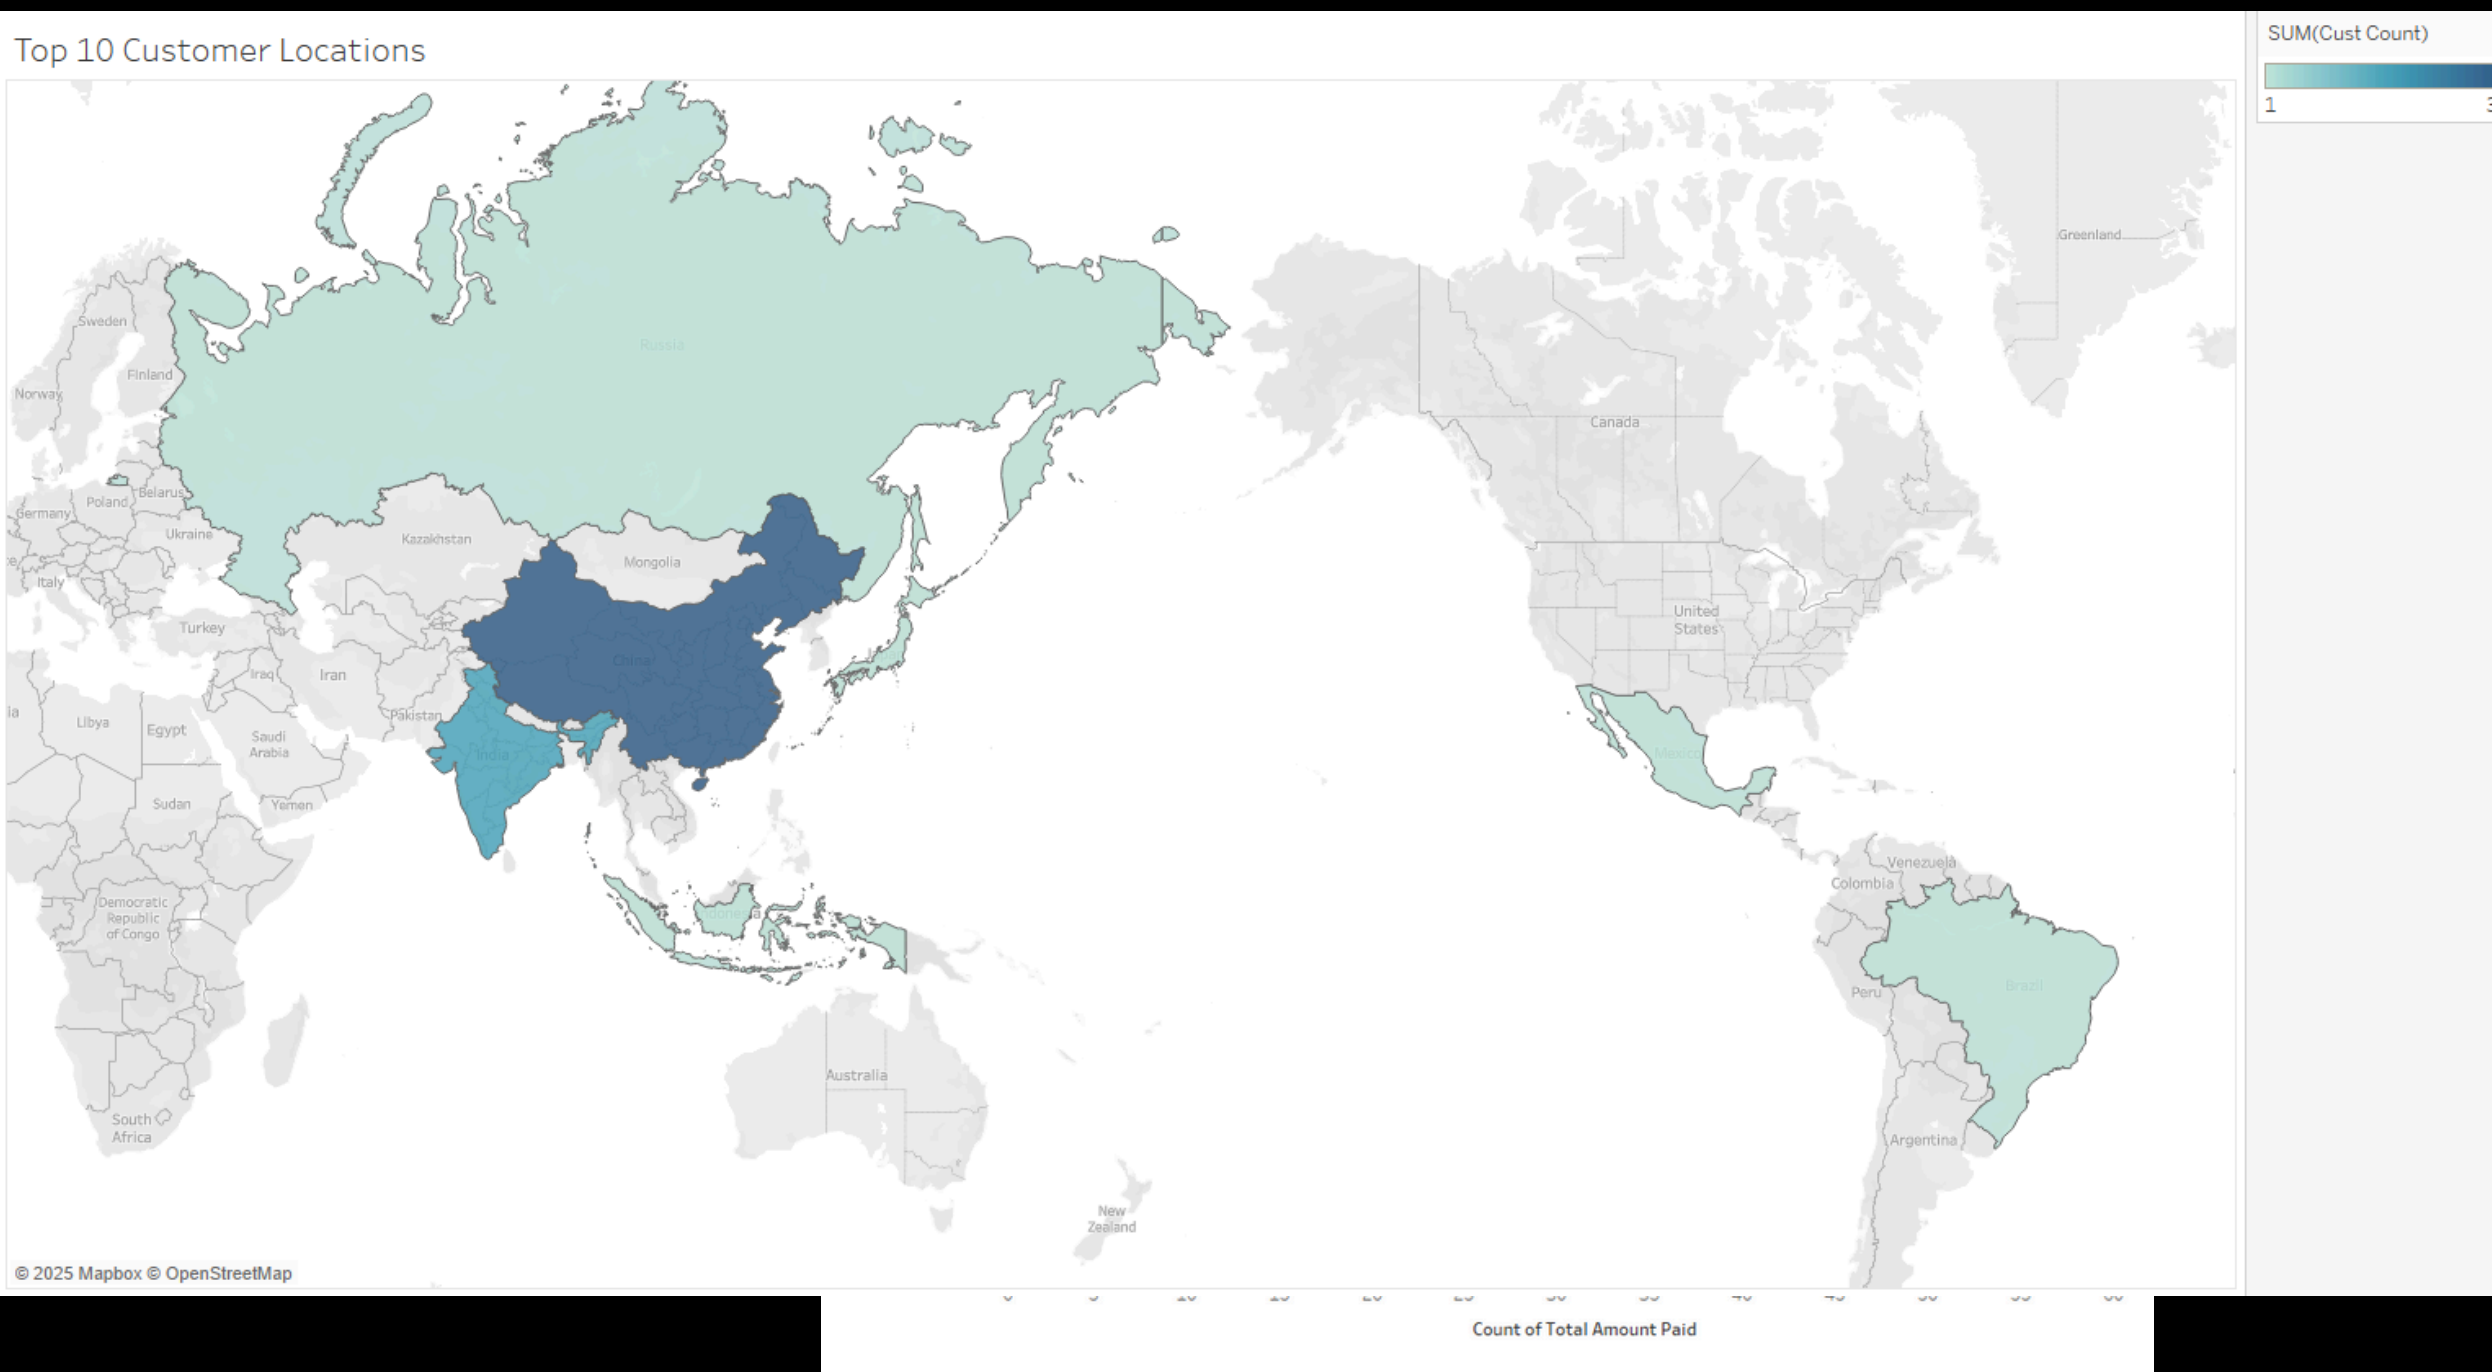 Top 10 Customer Locations
SUM(Cust Count)
1
Greenland
Sweden
Russia
Finland
Norway
Canada
Poland
Belarus
Germany
Ukraine
Kazakhstan
Mongolia
Italy
United
States
Turkey
China
Iraq
Iran
Pakistan
Libya
Egypt
Saudi
Arabia
India
Mexico
Sudan
Yemen
Venezuela
Colombia
Democratic
Republic
of Congo
Indonesia
Peru
Brazil
Australia
South
Africa
Argentina
New
Zealand
© 2025 Mapbox © OpenStreetMap
Count of Total Amount Paid